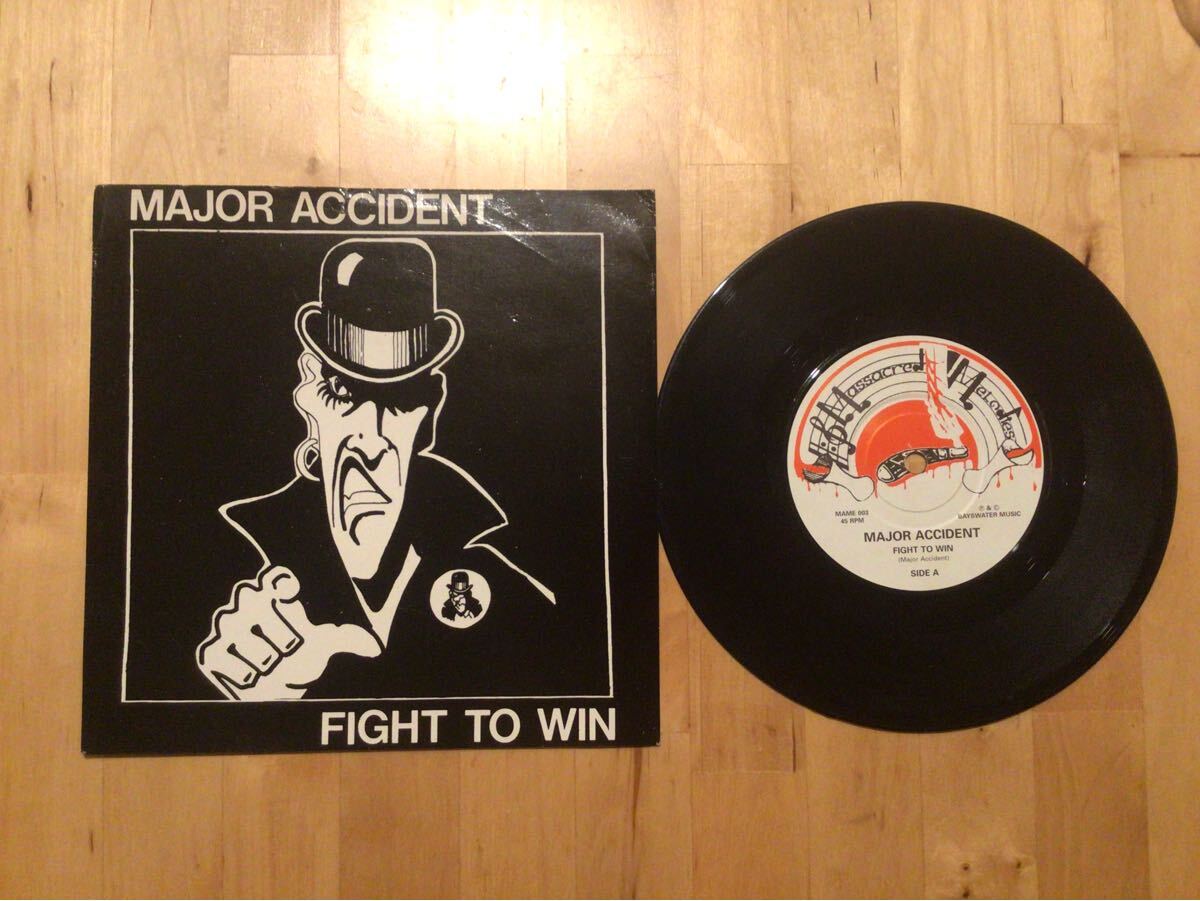 MAJOR ACCIDENT
FIGHT TO WIN
Massacred Melodies
MAME 003
45 RPM
℗ & ©
BAYSWATER MUSIC
MAJOR ACCIDENT
FIGHT TO WIN
(Major Accident)
SIDE A